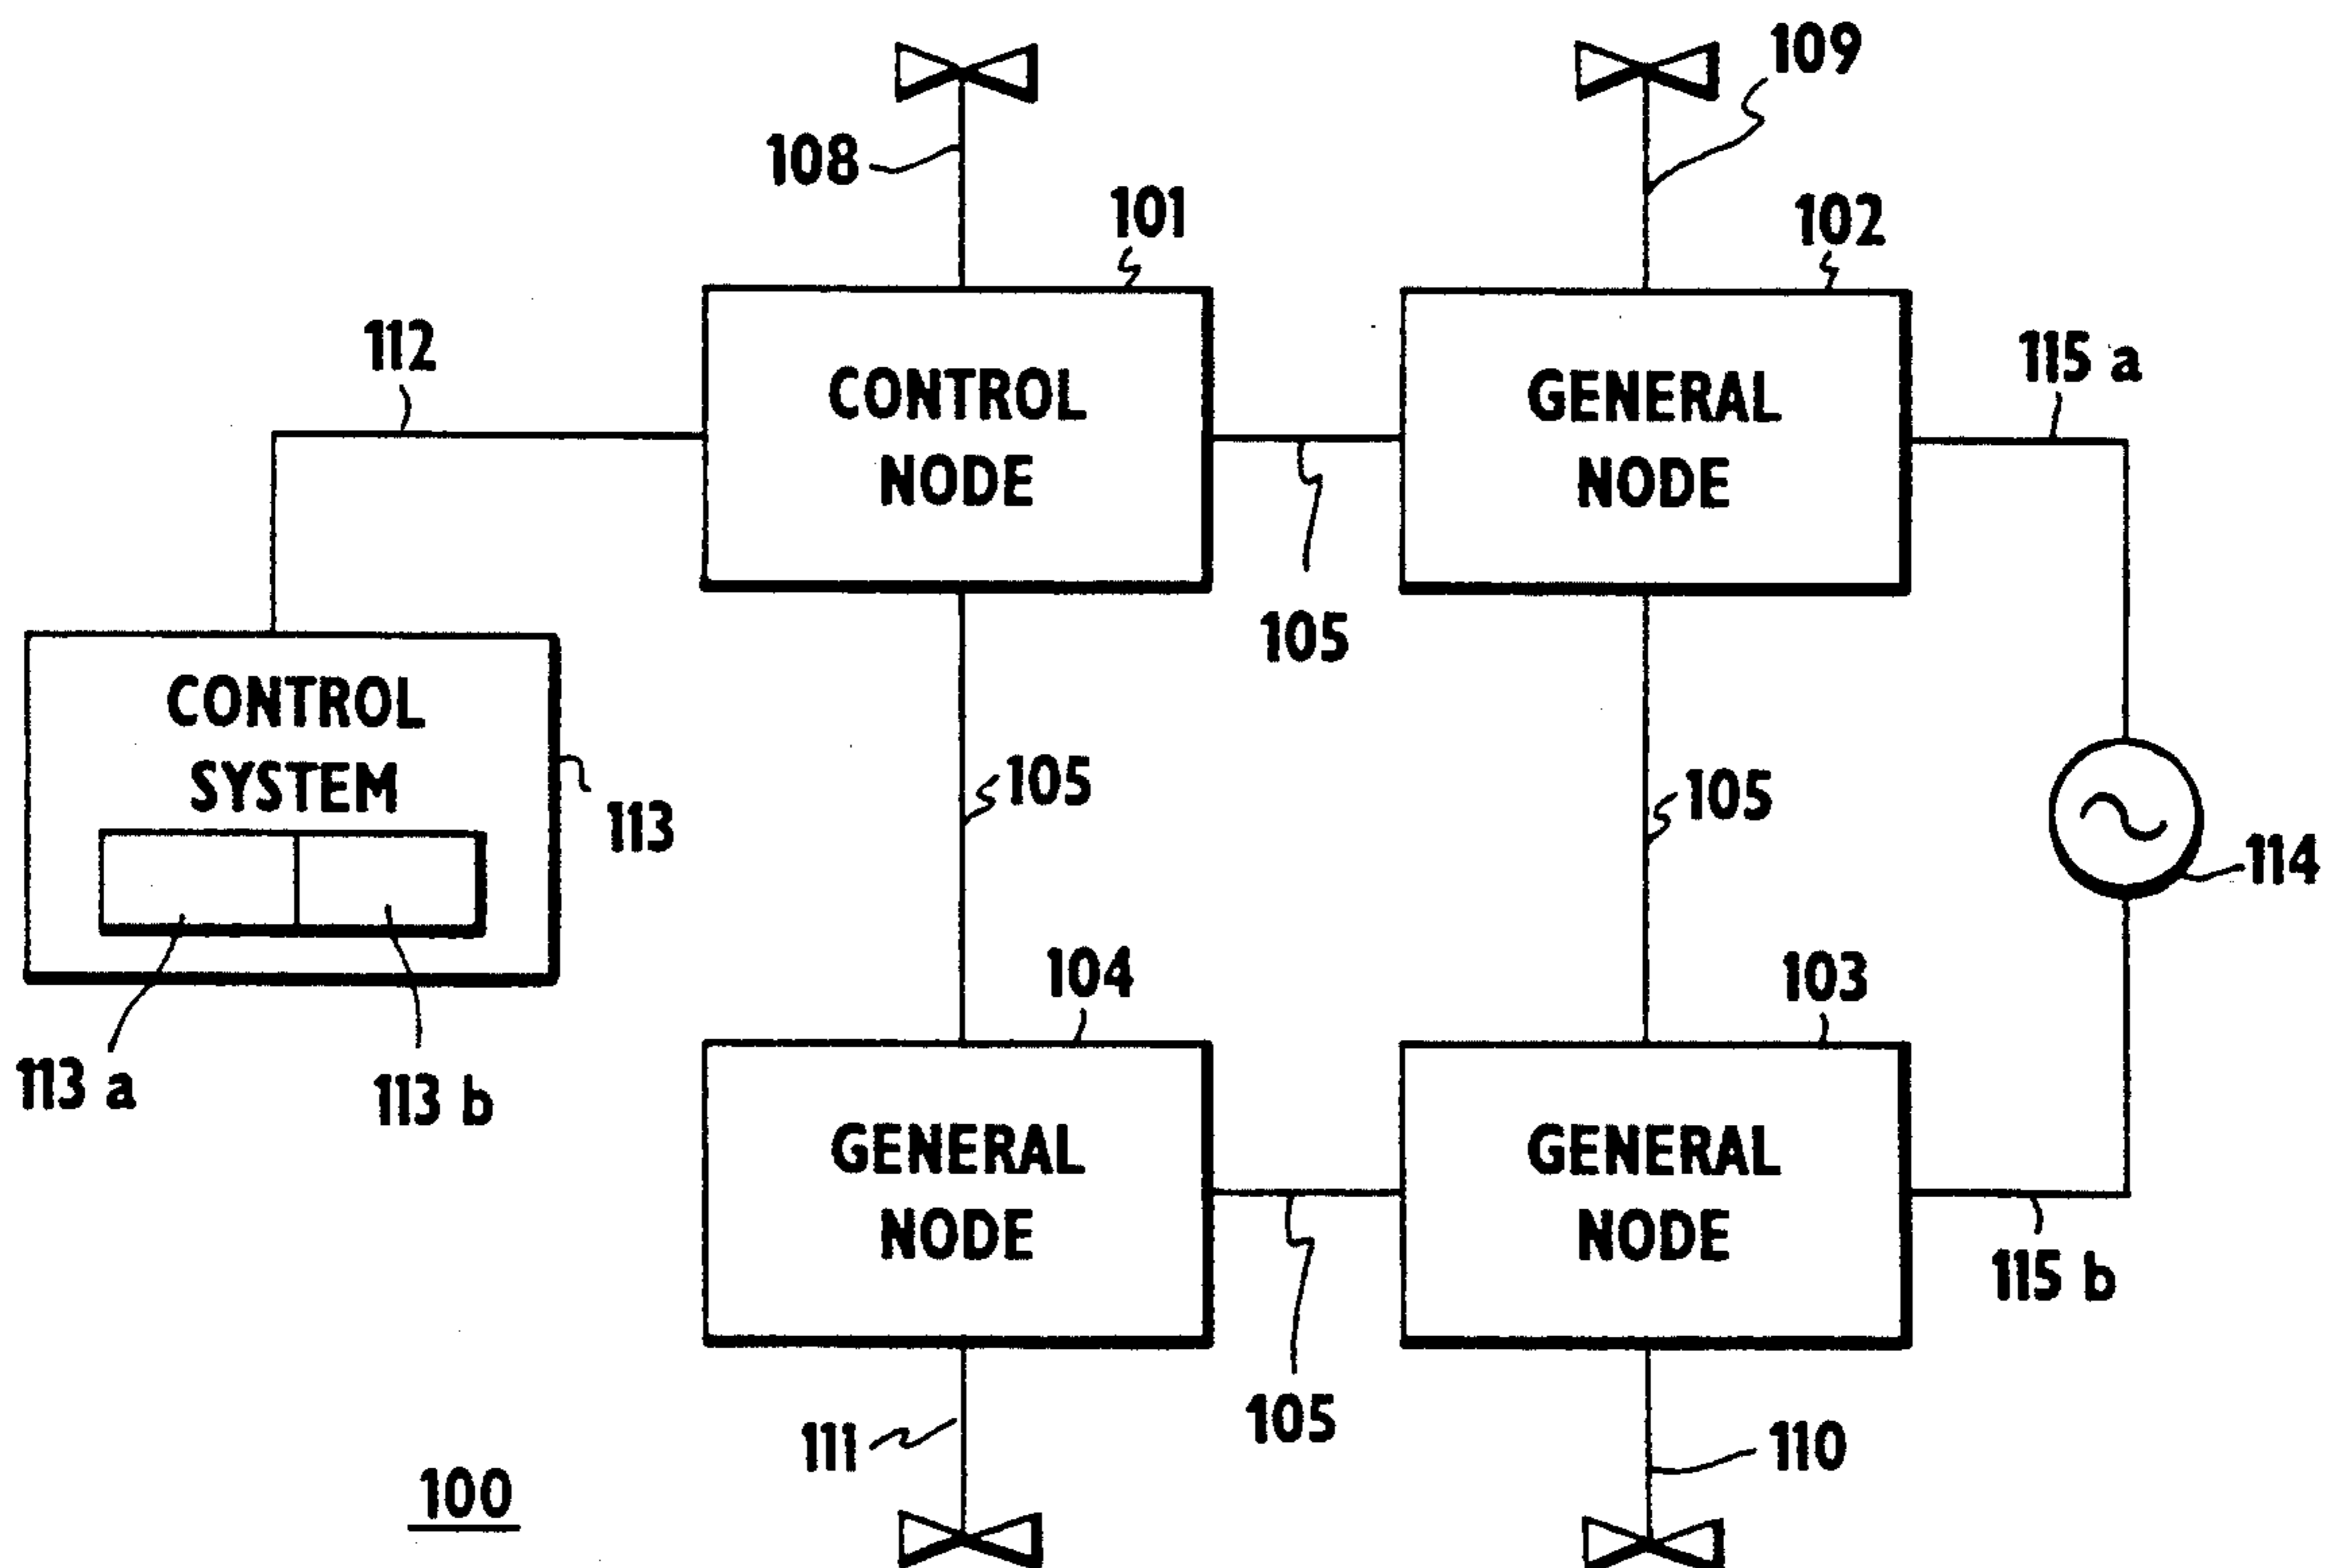 109
108
101
102
112
115 a
CONTROL
NODE
GENERAL
NODE
105
CONTROL
SYSTEM
113
105
105
114
104
103
113 a
113 b
GENERAL
NODE
GENERAL
NODE
115 b
105
111
110
100